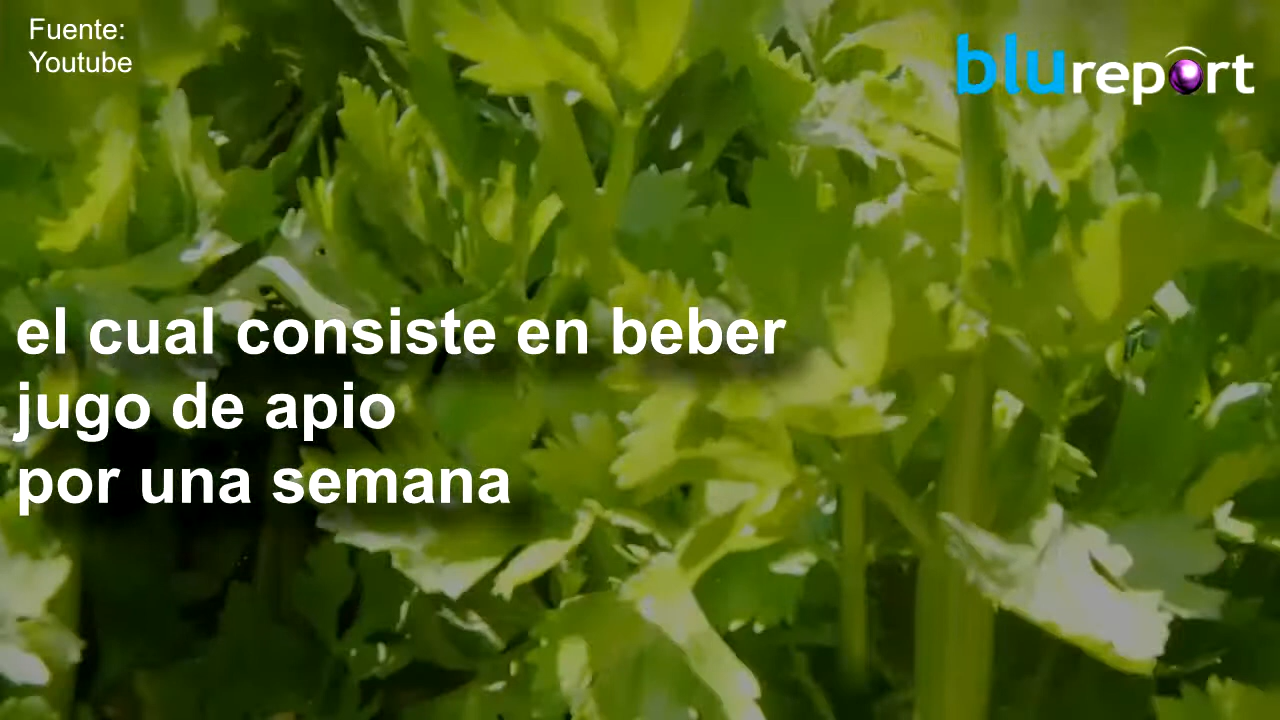 Fuente:
Youtube
blureport
el cual consiste en beber
jugo de apio
por una semana